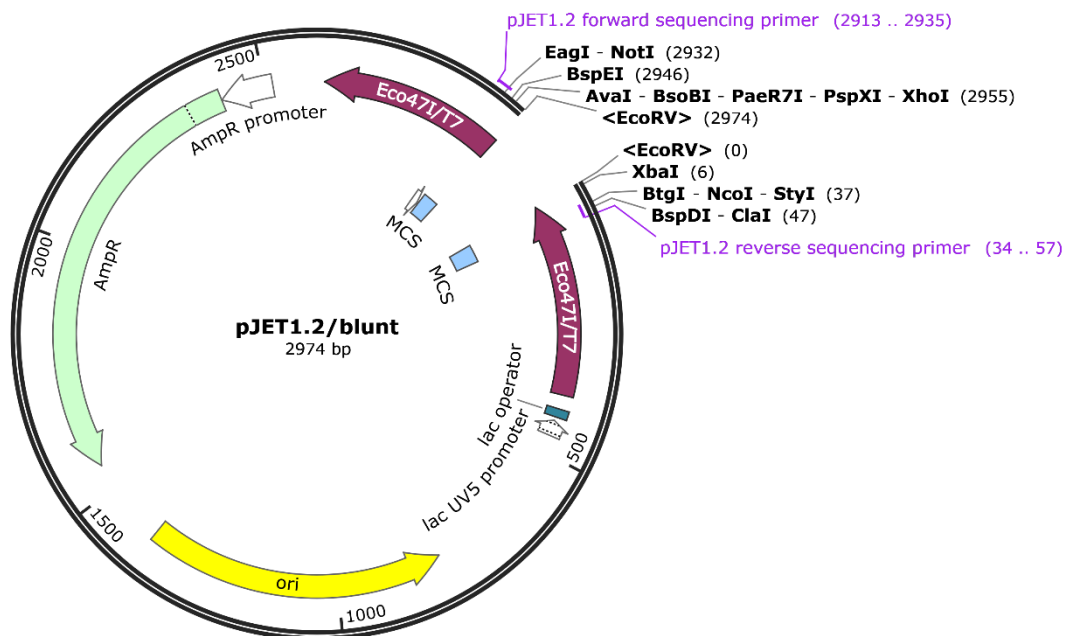 pJET1.2 forward sequencing primer (2913 .. 2935)
EagI - NotI (2932)
BspEI (2946)
AvaI - BsoBI - PaeR7I - PspXI - XhoI (2955)
<EcoRV> (2974)
<EcoRV> (0)
XbaI (6)
BtgI - NcoI - StyI (37)
BspDI - ClaI (47)
pJET1.2 reverse sequencing primer (34 .. 57)
2500
Eco47I/T7
AmpR promoter
MCS
MCS
2000
AmpR
Eco47I/T7
pJET1.2/blunt
2974 bp
lac operator
lac UV5 promoter
500
1500
ori
1000